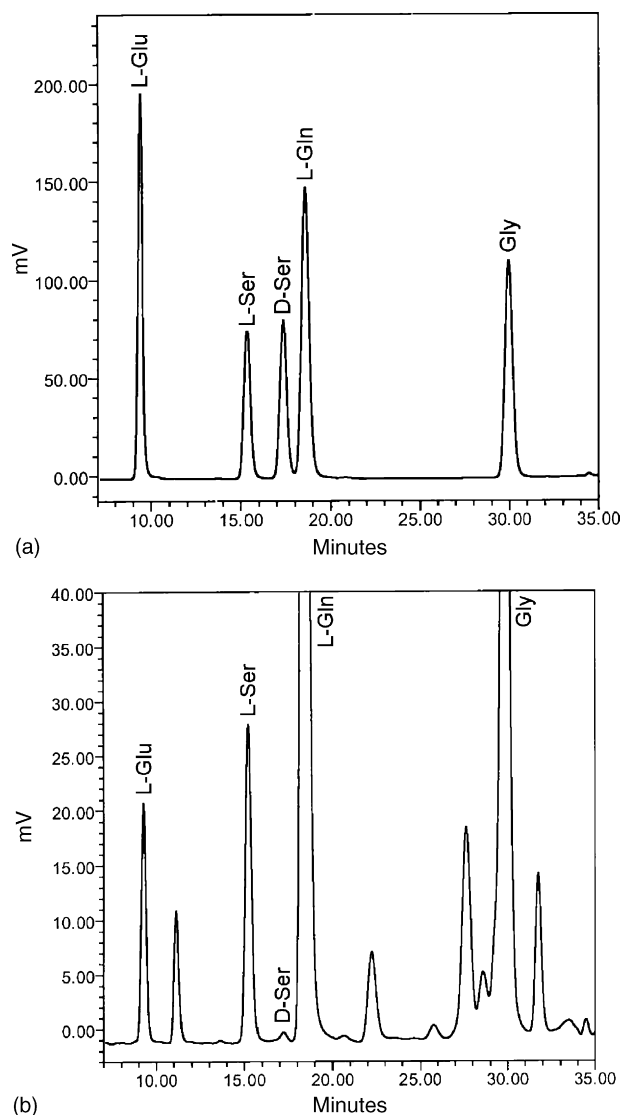 L-Glu
L-Ser
D-Ser
L-Gln
Gly
200.00
150.00
100.00
50.00
0.00
mV
10.00 15.00 20.00 25.00 30.00 35.00
Minutes
(a)
40.00
35.00
30.00
25.00
20.00
15.00
10.00
5.00
0.00
mV
L-Glu
L-Ser
D-Ser
L-Gln
Gly
10.00 15.00 20.00 25.00 30.00 35.00
Minutes
(b)